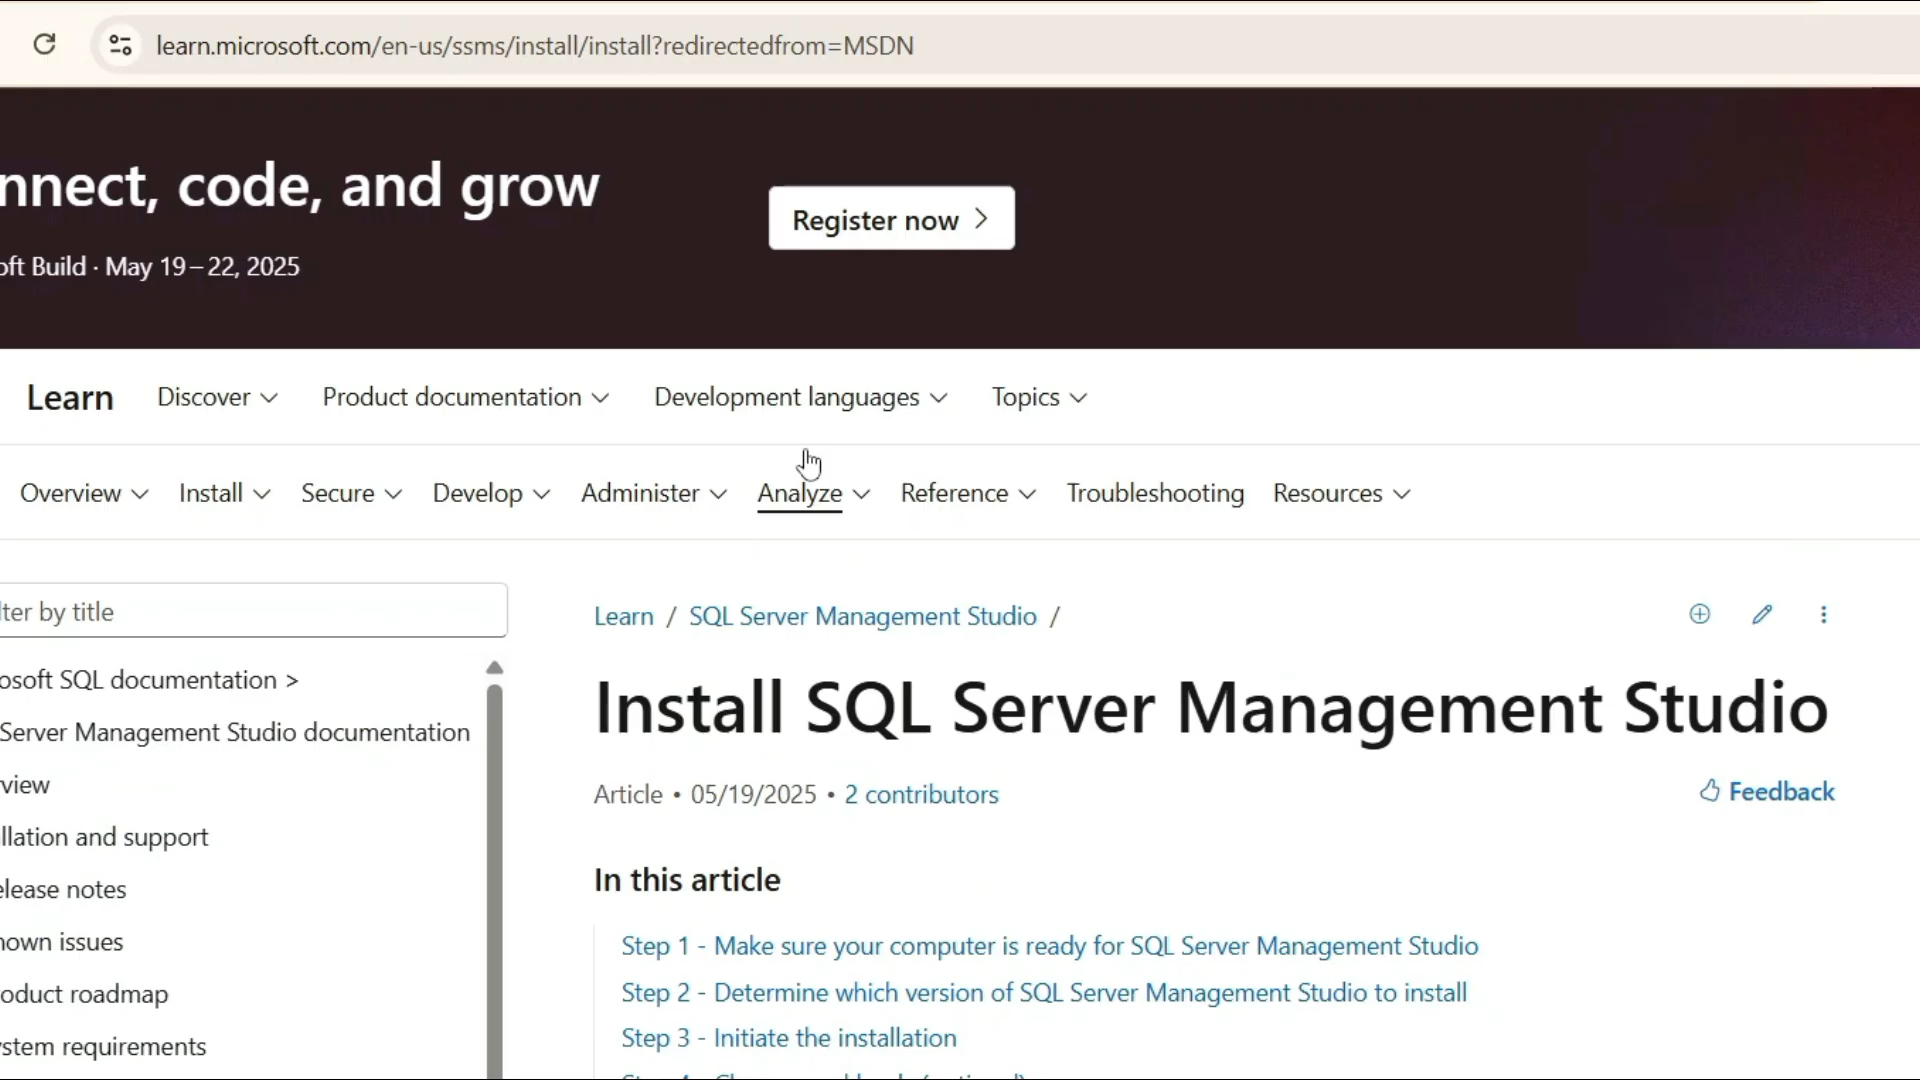 learn.microsoft.com/en-us/ssms/install/install?redirectedfrom=MSDN
nnect, code, and grow
Register now
oft Build · May 19–22, 2025
Learn Discover Product documentation Development languages Topics
Overview Install Secure Develop Administer Analyze Reference Troubleshooting Resources
lter by title
osoft SQL documentation >
Server Management Studio documentation
view
llation and support
elease notes
nown issues
oduct roadmap
stem requirements
Learn / SQL Server Management Studio /
Install SQL Server Management Studio
Article • 05/19/2025 • 2 contributors
Feedback
In this article
Step 1 - Make sure your computer is ready for SQL Server Management Studio
Step 2 - Determine which version of SQL Server Management Studio to install
Step 3 - Initiate the installation